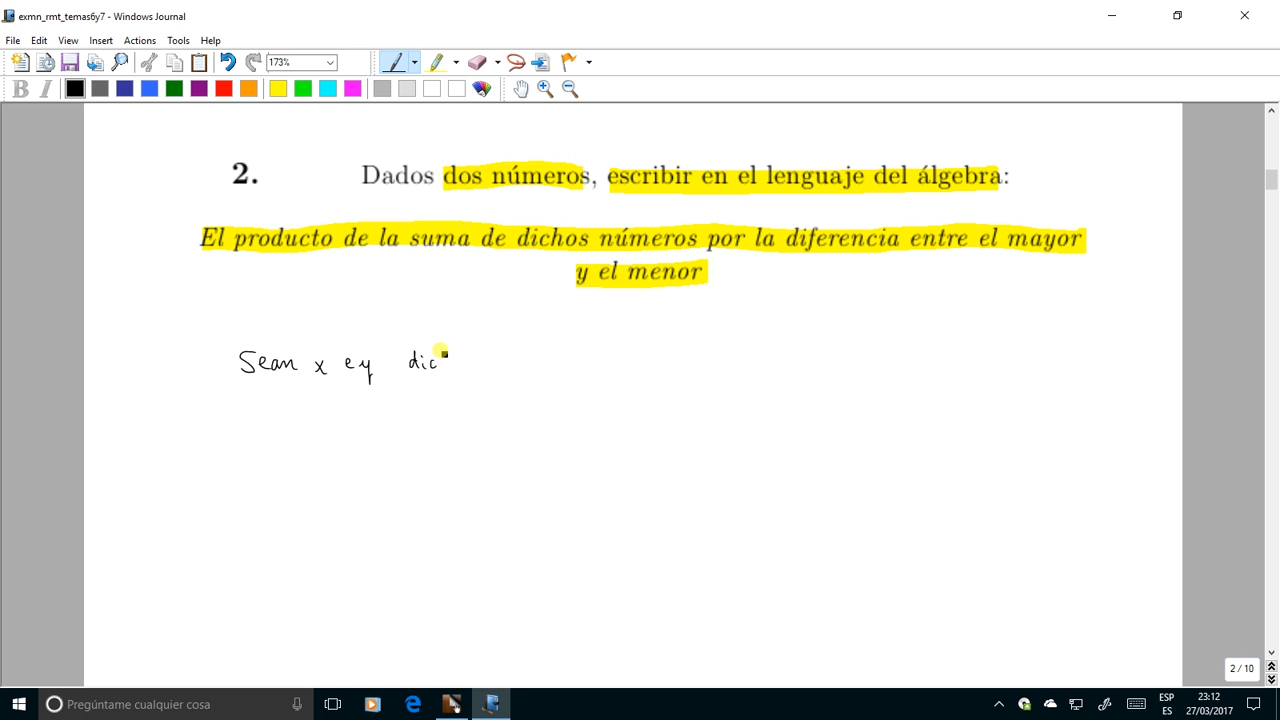 exmn_rmt_temas6y7 - Windows Journal
File Edit View Insert Actions Tools Help
173%
B I
2. Dados dos números, escribir en el lenguaje del álgebra:
El producto de la suma de dichos números por la diferencia entre el mayor
y el menor
Sean x e y dic
2 / 10
Pregúntame cualquier cosa
ESP 23:12
ES 27/03/2017